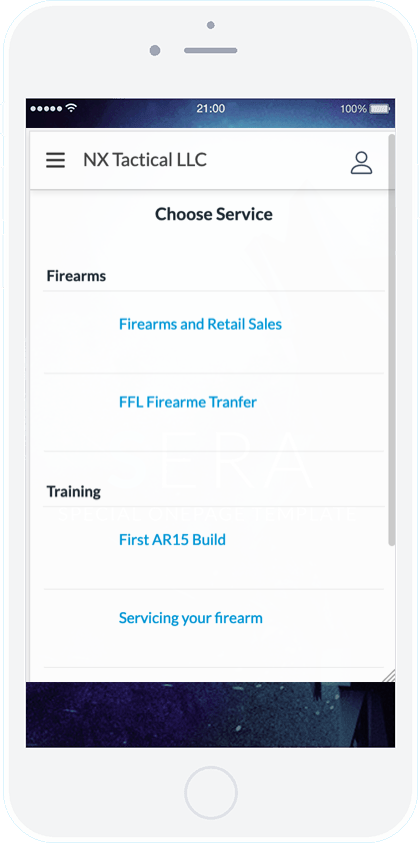 21:00
100%
NX Tactical LLC
Choose Service
Firearms
Firearms and Retail Sales
FFL Firearme Tranfer
ERA
Training
First AR15 Build
Servicing your firearm